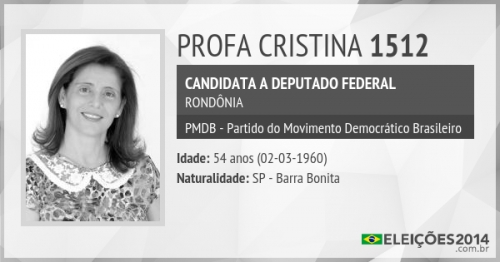 PROFA CRISTINA 1512
CANDIDATA A DEPUTADO FEDERAL
RONDÔNIA
PMDB - Partido do Movimento Democrático Brasileiro
Idade: 54 anos (02-03-1960)
Naturalidade: SP - Barra Bonita
ELEIÇÕES2014
.com.br